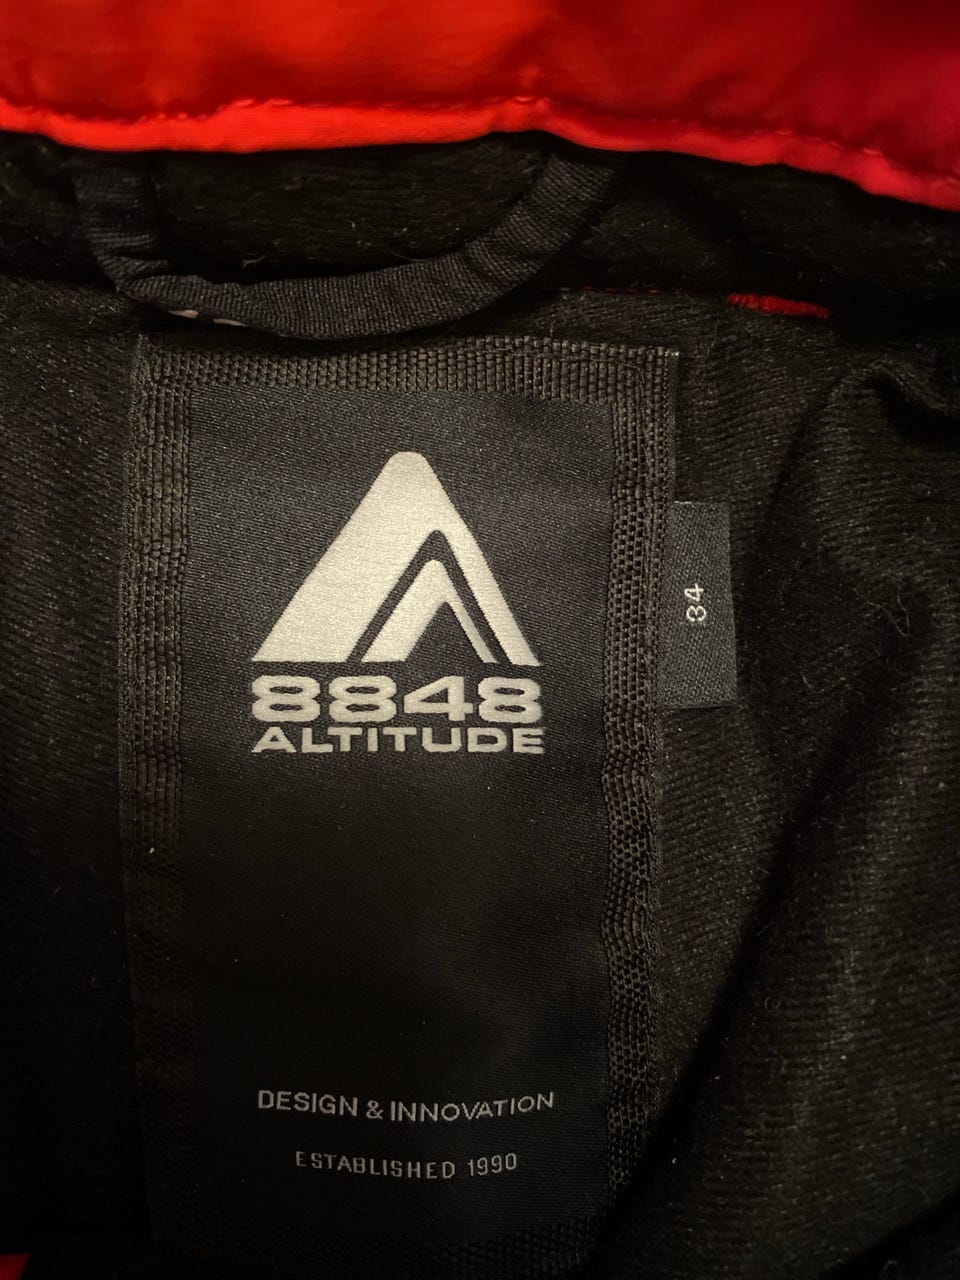 8848
ALTITUDE
34
DESIGN & INNOVATION
ESTABLISHED 1990